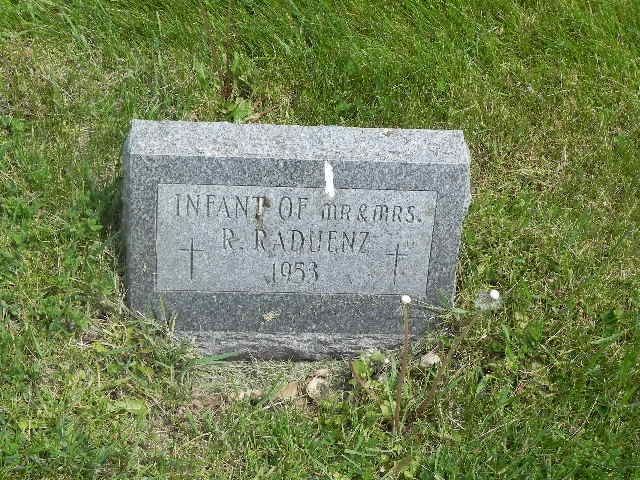 INFANT OF MR & MRS.
R. RADUENZ
1953